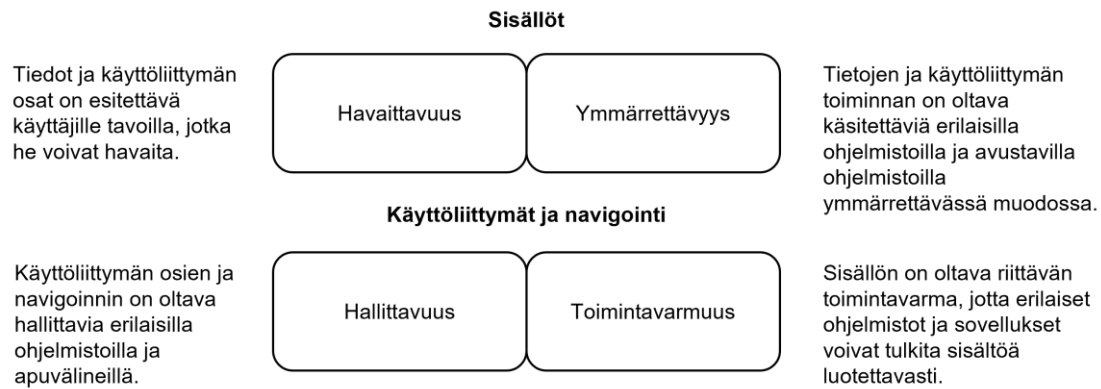 Sisällöt
Tiedot ja käyttöliittymän
osat on esitettävä
käyttäjille tavoilla, jotka
he voivat havaita.
Havaittavuus
Ymmärrettävyys
Tietojen ja käyttöliittymän
toiminnan on oltava
käsitettäviä erilaisilla
ohjelmistoilla ja avustavilla
ohjelmistoilla
ymmärrettävässä muodossa.
Käyttöliittymät ja navigointi
Käyttöliittymän osien ja
navigoinnin on oltava
hallittavia erilaisilla
ohjelmistoilla ja
apuvälineillä.
Hallittavuus
Toimintavarmuus
Sisällön on oltava riittävän
toimintavarma, jotta erilaiset
ohjelmistot ja sovellukset
voivat tulkita sisältöä
luotettavasti.